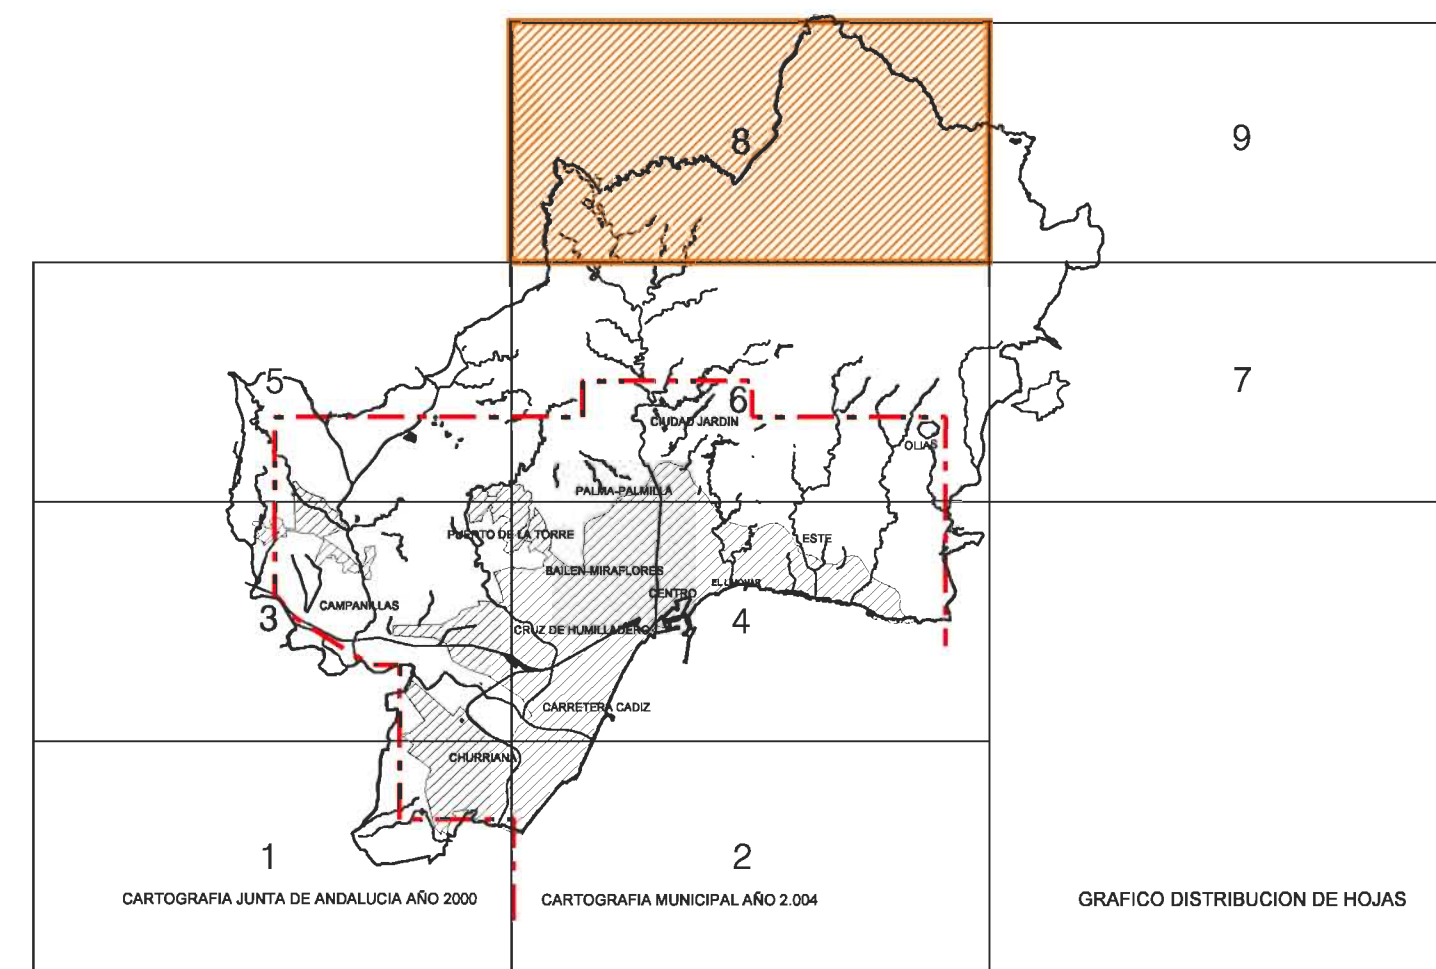 8
9
5
6
7
CIUDAD JARDIN
OLIAS
PALMA-PALMILLA
PUERTO DE LA TORRE
LESTE
BAILEN-MIRAFLORES
CENTRO
CAMPANILLAS
3
4
CRUZ DE HUMILLADERO
CARRETERA CADIZ
CHURRIANA
1
2
CARTOGRAFIA JUNTA DE ANDALUCIA AÑO 2000
CARTOGRAFIA MUNICIPAL AÑO 2.004
GRAFICO DISTRIBUCION DE HOJAS